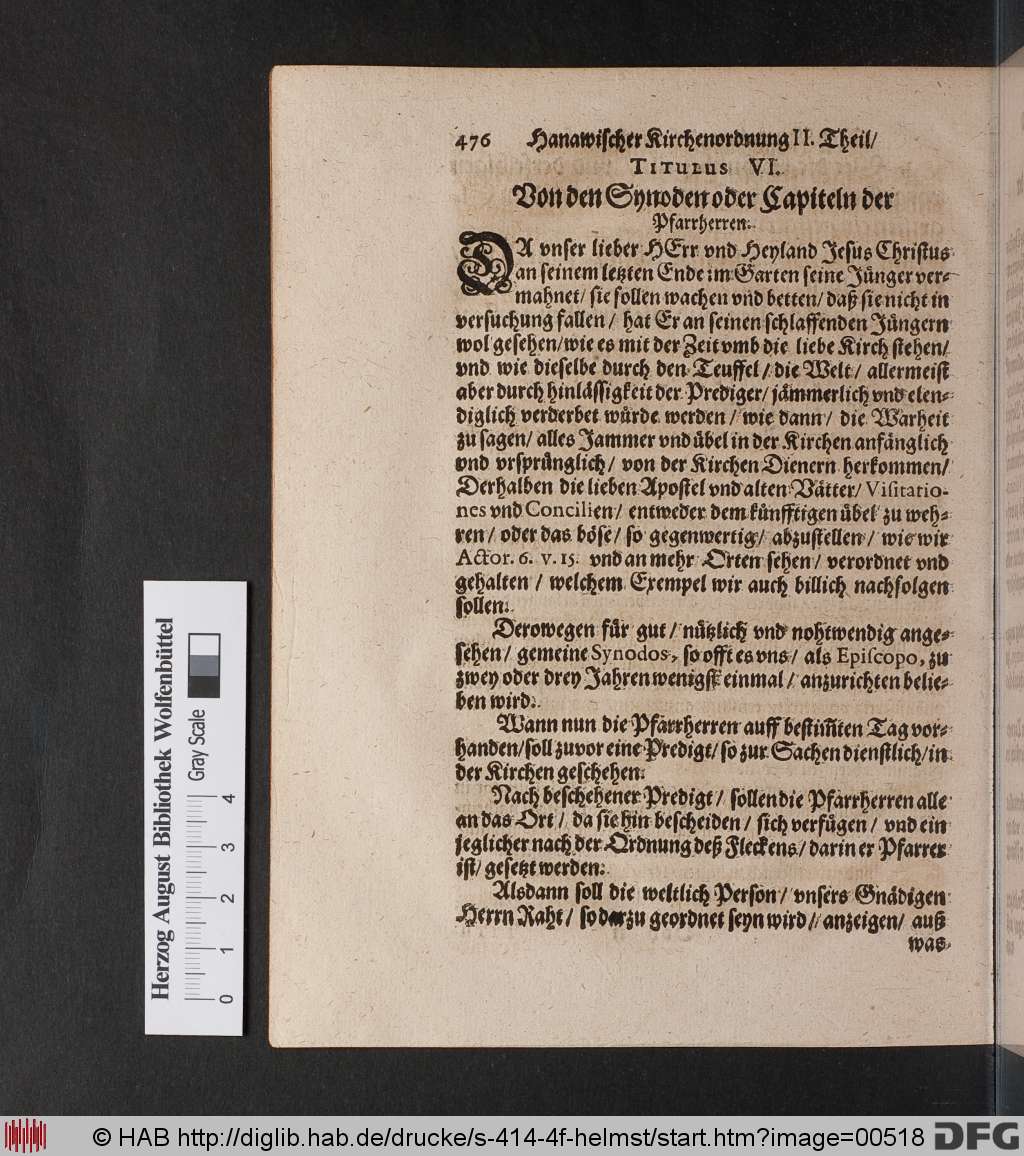 476 Hanawischer Kirchenordnung II. Theil/
TITULUS VI.
Von den Synoden oder Capiteln der
Pfarrherren.
DA vnser lieber HErr vnd Heyland Jesus Christus
an seinem letzten Ende im Garten seine Jünger ver-
mahnet/ sie sollen wachen vnd betten/ daß sie nicht in
versuchung fallen/ hat Er an seinen schlaffenden Jüngern
wol gesehen/ wie es mit der Zeit vmb die liebe Kirch stehen/
vnd wie dieselbe durch den Teuffel/ die Welt/ allermeist
aber durch hinlässigkeit der Prediger/ jämmerlich vnd elen-
diglich verderbet würde werden/ wie dann/ die Warheit
zu sagen/ alles Jammer vnd übel in der Kirchen anfänglich
vnd vrsprünglich/ von der Kirchen Dienern herkommen/
Derhalben die lieben Apostel vnd alten Vätter/ Visitatio-
nes vnd Concilien/ entweder dem künfftigen übel zu weh-
ren/ oder das böse/ so gegenwertig/ abzustellen/ wie wir
Actor. 6. v. 15. vnd an mehr Orten sehen/ verordnet vnd
gehalten/ welchem Exempel wir auch billich nachfolgen
sollen.
Derowegen für gut/ nützlich vnd nohtwendig ange-
sehen/ gemeine Synodos, so offt es vns/ als Episcopo, zu
zwey oder drey Jahren wenigst einmal/ anzurichten belie-
ben wird.
Wann nun die Pfarrherren auff bestim̃ten Tag vor-
handen/ soll zuvor eine Predigt/ so zur Sachen dienstlich/ in
der Kirchen geschehen.
Nach beschehener Predigt/ sollen die Pfarrherren alle
an das Ort/ da sie hin bescheiden/ sich verfügen/ vnd ein
jeglicher nach der Ordnung deß Fleckens/ darin er Pfarrer
ist/ gesetzt werden.
Alsdann soll die weltlich Person/ vnsers Gnädigen
Herrn Raht/ so darzu geordnet seyn wird/ anzeigen/ auß
was
Herzog August Bibliothek Wolfenbüttel
Gray Scale
0 1 2 3 4
© HAB http://diglib.hab.de/drucke/s-414-4f-helmst/start.htm?image=00518 DFG